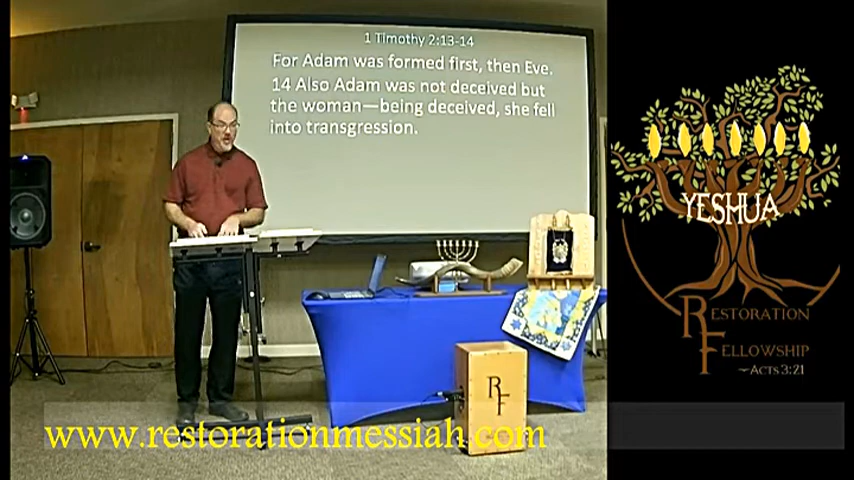 1 Timothy 2:13-14
For Adam was formed first, then Eve.
14 Also Adam was not deceived but
the woman—being deceived, she fell
into transgression.
YESHUA
RESTORATION
FELLOWSHIP
~ACTS 3:21
RF
www.restorationmessiah.com